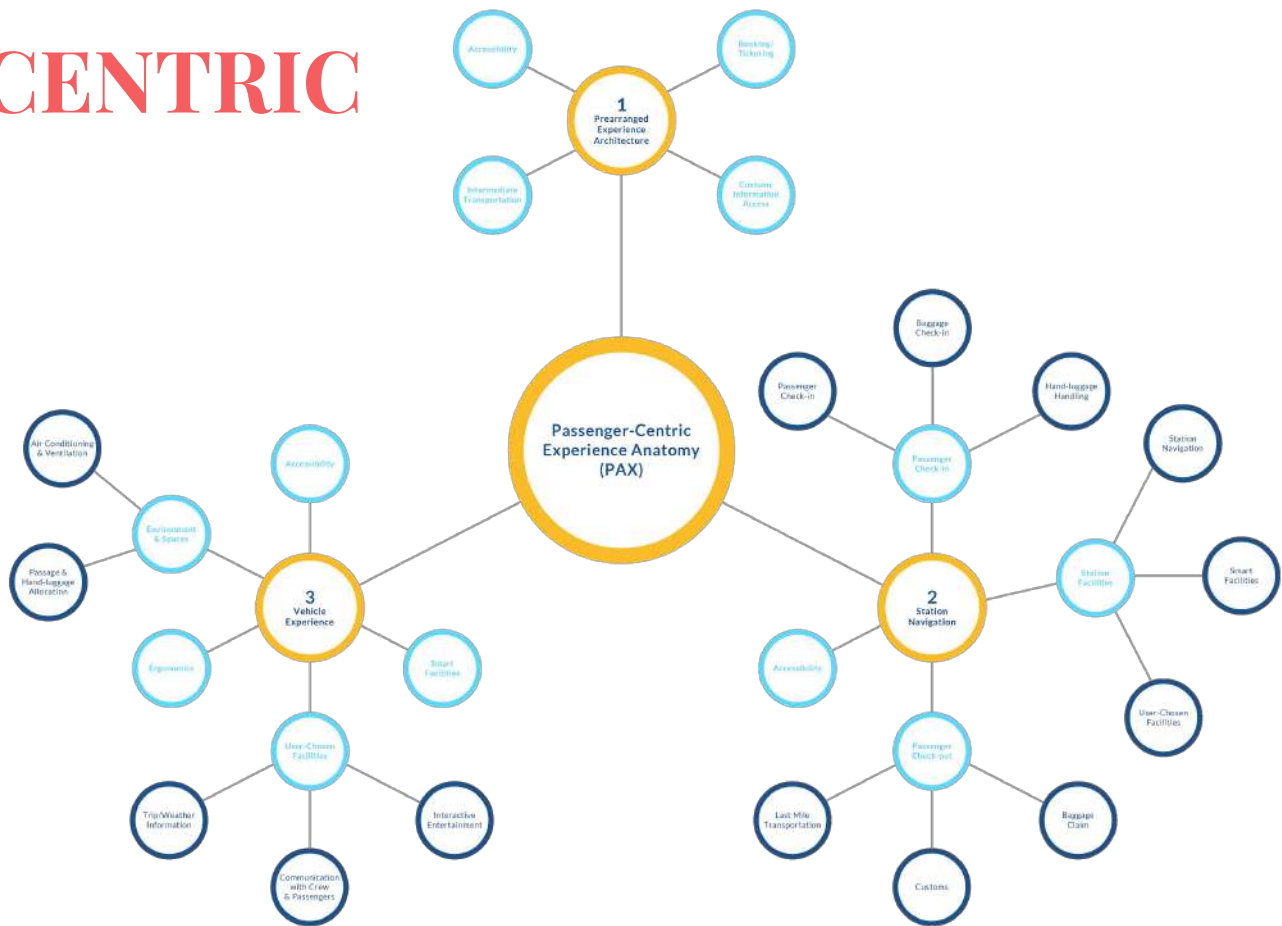 CENTRIC
Accessibility
Booking/
Ticketing
1
Prearranged
Experience
Architecture
Intermediate
Transportation
Custome
Information
Access
Passenger-Centric
Experience Anatomy
(PAX)
Baggage
Check-in
Passenger
Check-in
Hand-luggage
Handling
Passenger
Check-in
Station
Navigation
Station
Facilities
Smart
Facilities
User-Chosen
Facilities
2
Station
Navigation
Accessibility
Passenger
Check-out
Last Mile
Transportation
Customs
Baggage
Claim
Air Conditioning
& Ventilation
Accessibility
Environment
& Spaces
Passage &
Hand-luggage
Allocation
3
Vehicle
Experience
Ergonomics
Smart
Facilities
User-Chosen
Facilities
Trip/Weather
Information
Communication
with Crew
& Passengers
Interactive
Entertainment